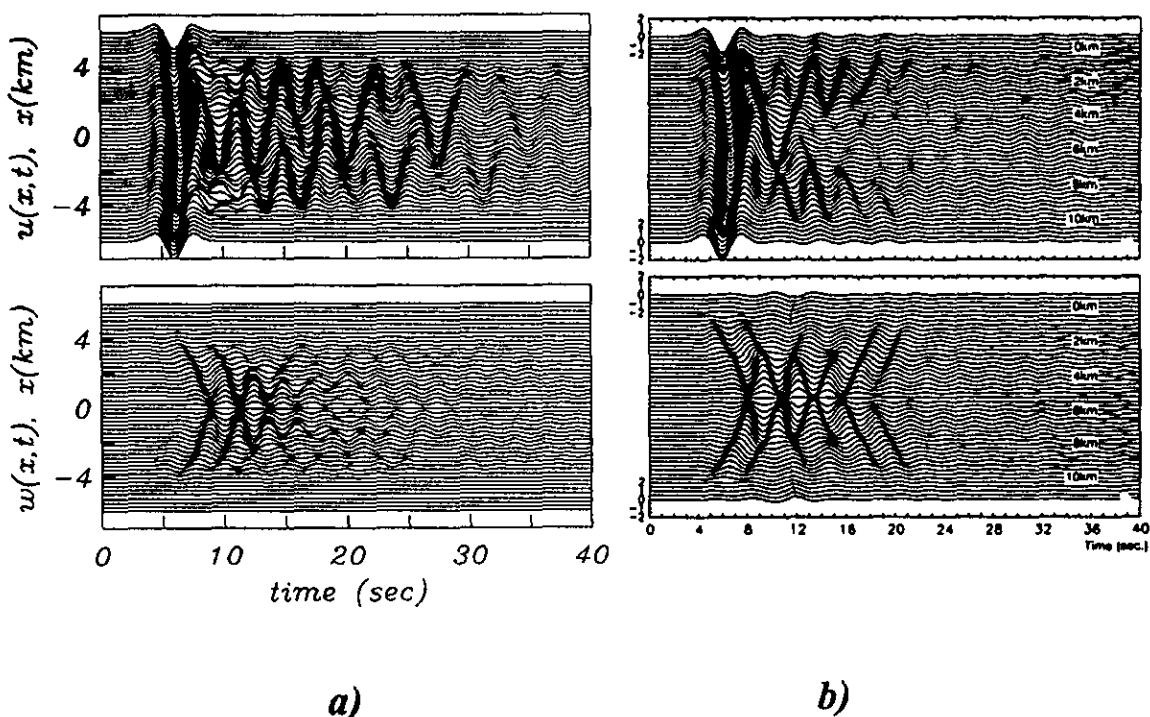 u(x,t), x(km)
4
0
-4
w(x,t), x(km)
4
0
-4
0 10 20 30 40
time (sec)
a)
0km
2km
4km
6km
8km
10km
0km
2km
4km
6km
8km
10km
0 4 8 12 16 20 24 28 32 36 40
Time (sec.)
b)